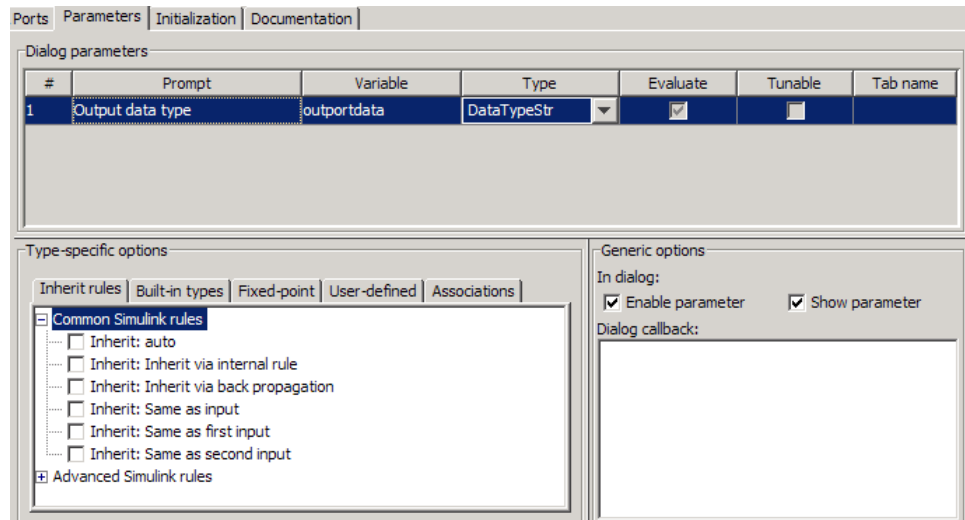 Ports Parameters Initialization Documentation
Dialog parameters
# Prompt Variable Type Evaluate Tunable Tab name
1 Output data type outportdata DataTypeStr
Type-specific options
Inherit rules Built-in types Fixed-point User-defined Associations
Common Simulink rules
Inherit: auto
Inherit: Inherit via internal rule
Inherit: Inherit via back propagation
Inherit: Same as input
Inherit: Same as first input
Inherit: Same as second input
Advanced Simulink rules
Generic options
In dialog:
Enable parameter Show parameter
Dialog callback: